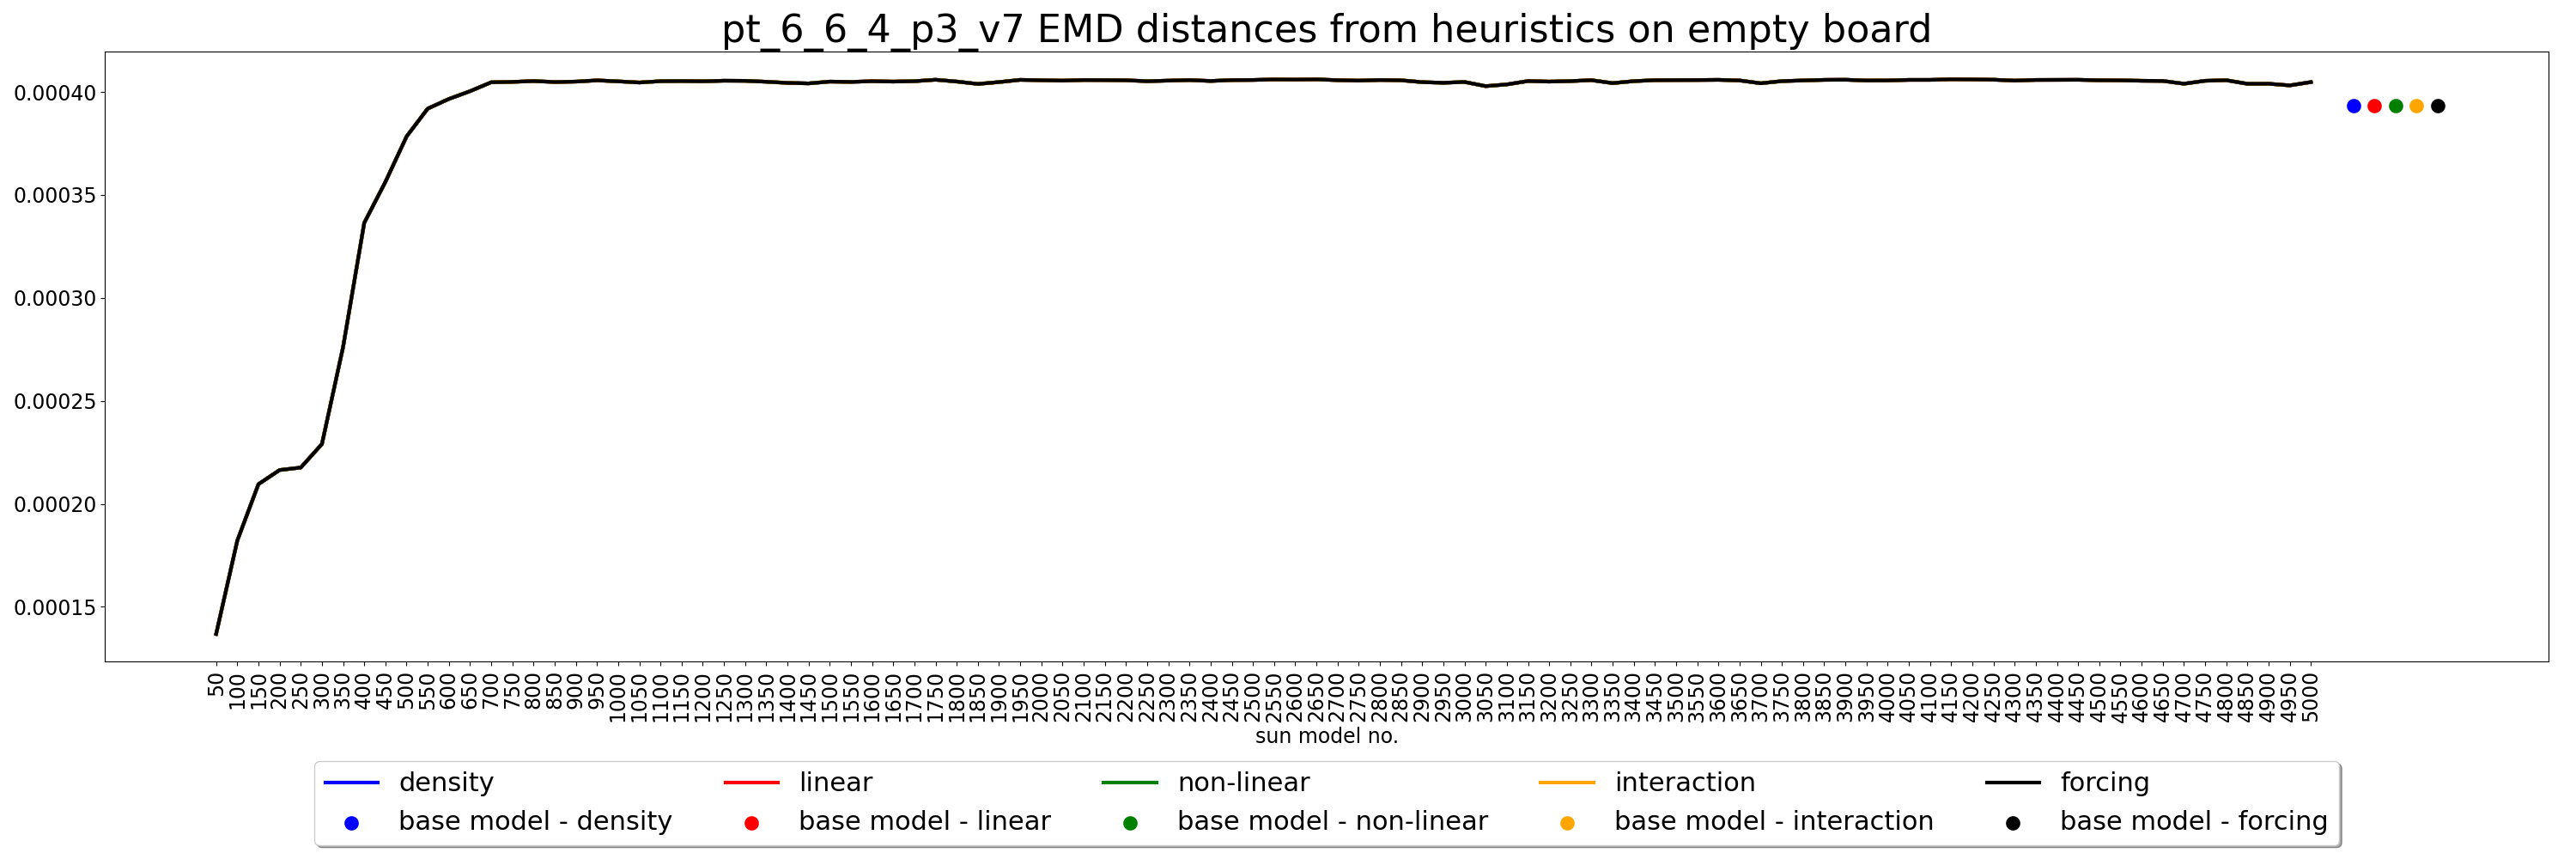 pt_6_6_4_p3_v7 EMD distances from heuristics on empty board
0.00040
0.00035
0.00030
0.00025
0.00020
0.00015
50 100 150 200 250 300 350 400 450 500 550 600 650 700 750 800 850 900 950 1000 1050 1100 1150 1200 1250 1300 1350 1400 1450 1500 1550 1600 1650 1700 1750 1800 1850 1900 1950 2000 2050 2100 2150 2200 2250 2300 2350 2400 2450 2500 2550 2600 2650 2700 2750 2800 2850 2900 2950 3000 3050 3100 3150 3200 3250 3300 3350 3400 3450 3500 3550 3600 3650 3700 3750 3800 3850 3900 3950 4000 4050 4100 4150 4200 4250 4300 4350 4400 4450 4500 4550 4600 4650 4700 4750 4800 4850 4900 4950 5000
sun model no.
density linear non-linear interaction forcing
base model - density base model - linear base model - non-linear base model - interaction base model - forcing